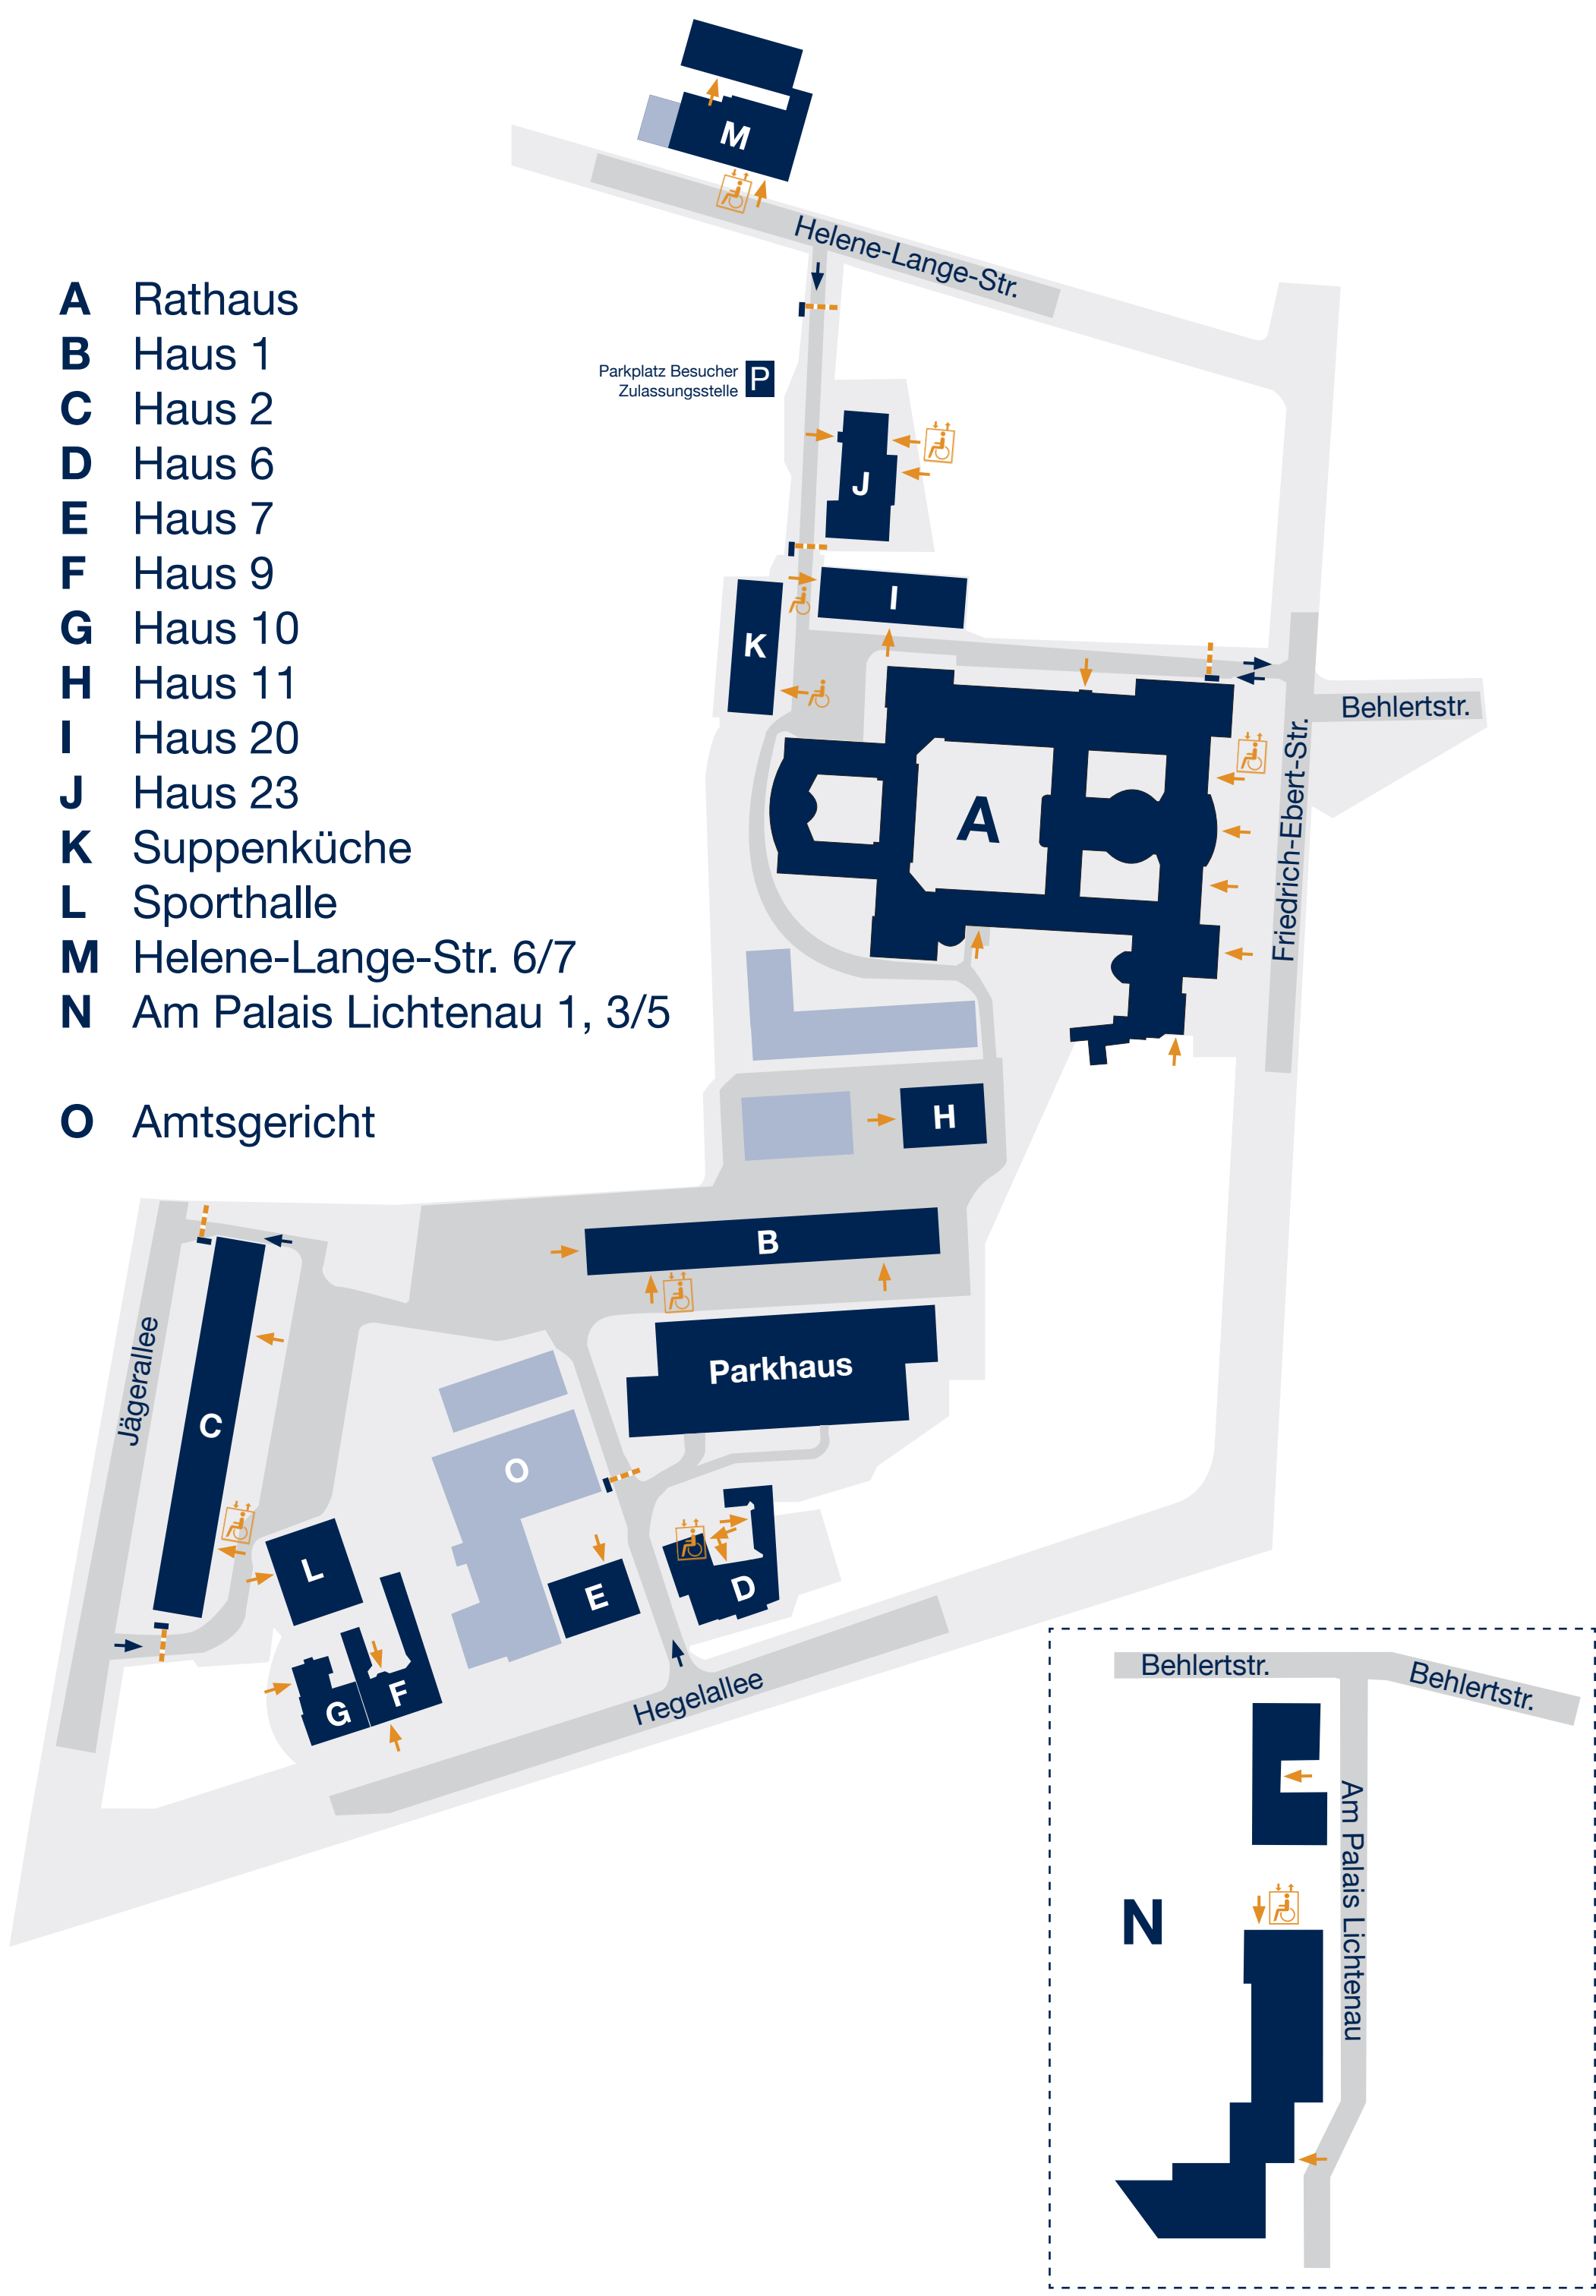 M
Helene-Lange-Str.
A Rathaus
B Haus 1
C Haus 2
D Haus 6
E Haus 7
F Haus 9
G Haus 10
H Haus 11
I Haus 20
J Haus 23
K Suppenküche
L Sporthalle
M Helene-Lange-Str. 6/7
N Am Palais Lichtenau 1, 3/5
O Amtsgericht
Parkplatz Besucher
Zulassungsstelle
P
J
I
K
Behlertstr.
A
Friedrich-Ebert-Str.
H
B
Parkhaus
Jägerallee
C
O
L
E
D
G
F
Hegelallee
Behlertstr.
Behlertstr.
Am Palais Lichtenau
N